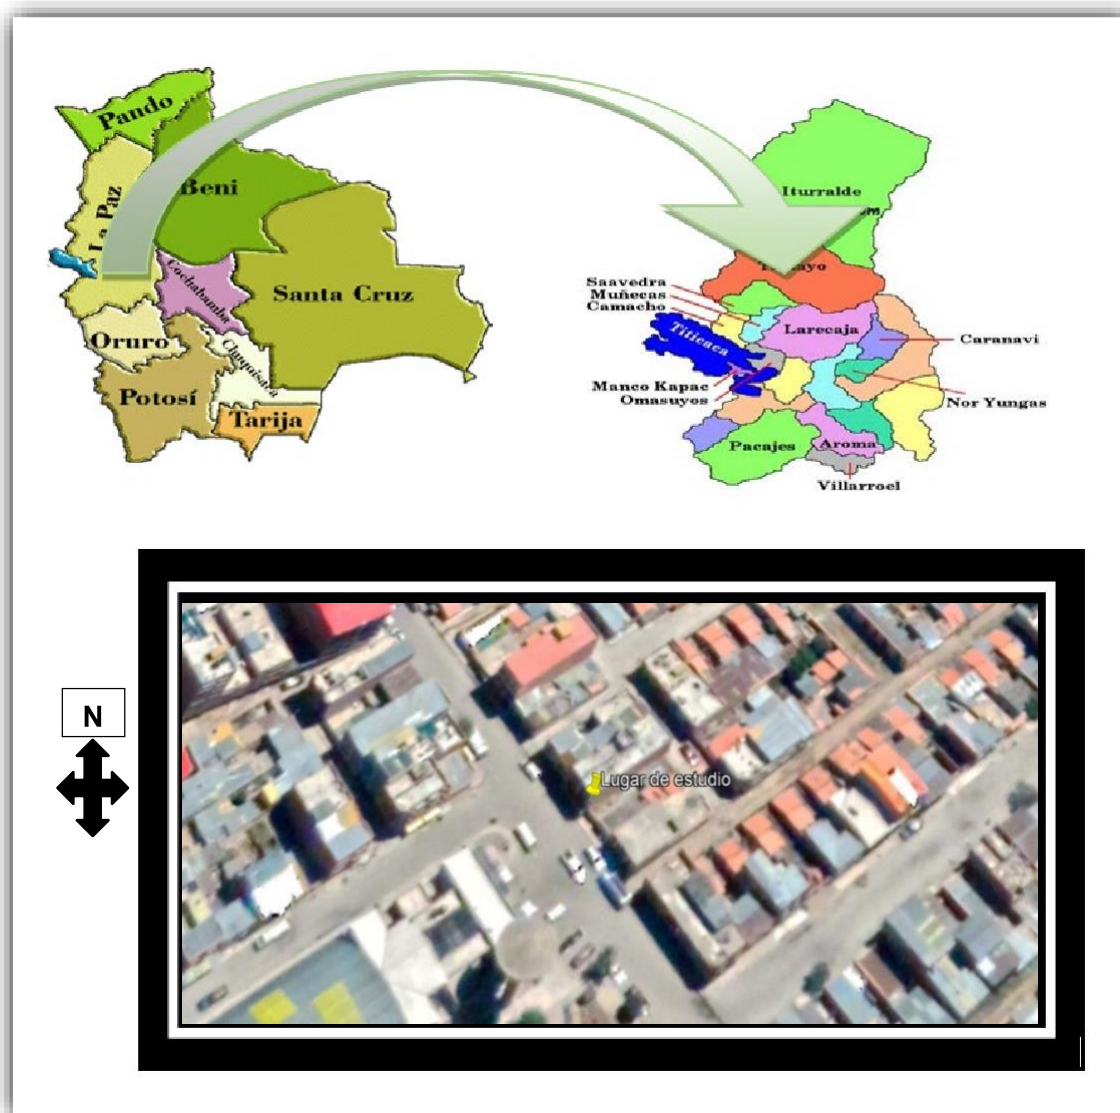 Pando
Beni
La Paz
Cochabamba
Santa Cruz
Oruro
Chuquisaca
Potosí
Tarija
Iturralde
Saavedra
Muñecas
Camacho
Larecaja
Titicaca
Caranavi
Manco Kapac
Omasuyos
Nor Yungas
Pacajes
Aroma
Villarroel
N
Lugar de estudio